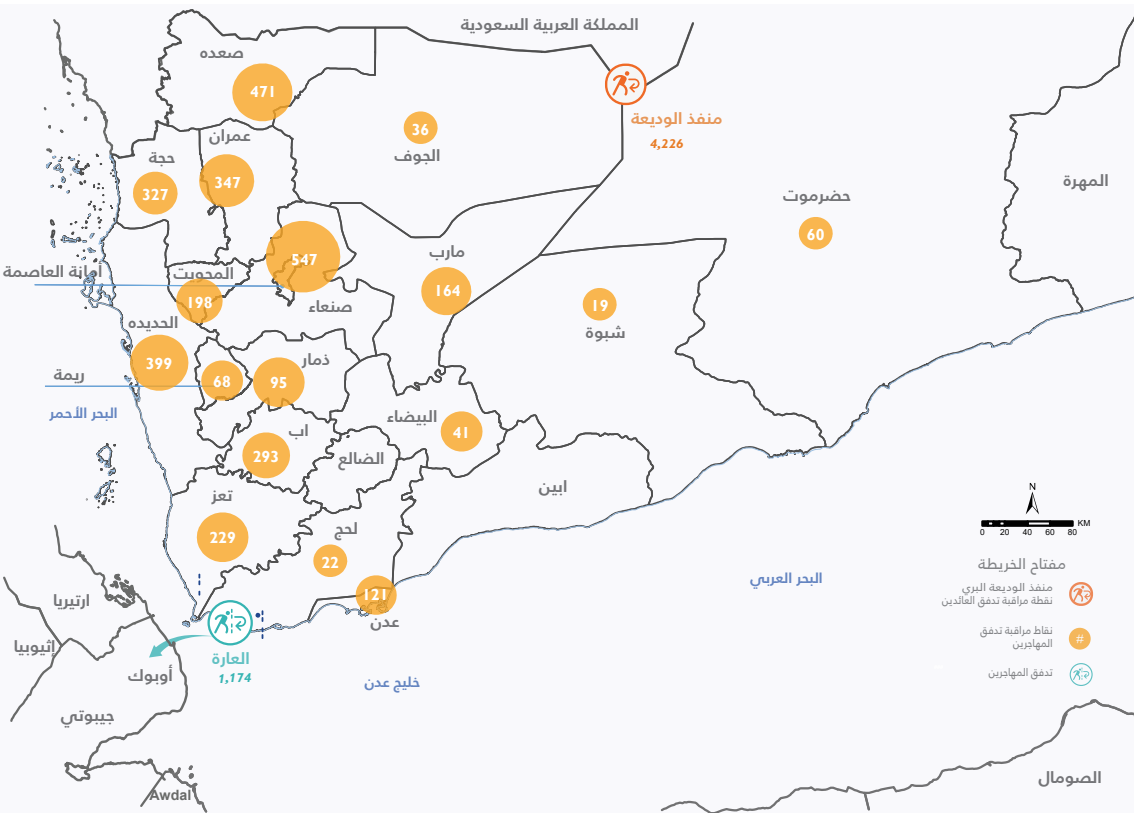 المملكة العربية السعودية
صعده
471
منفذ الوديعة
4,226
36
الجوف
عمران
347
حجة
327
المهرة
حضرموت
60
547
مارب
164
أمانة العاصمة
المحويت
198
صنعاء
19
شبوة
الحديده
399
ذمار
95
68
ريمة
البحر الأحمر
البيضاء
41
اب
293
الضالع
ابين
تعز
229
لحج
22
121
عدن
العارة
1,174
ارتيريا
إثيوبيا
أوبوك
جيبوتي
Awdal
خليج عدن
البحر العربي
الصومال
N
KM
0 20 40 60 80
مفتاح الخريطة
منفذ الوديعة البري
نقطة مراقبة تدفق العائدين
نقاط مراقبة تدفق
المهاجرين
#
تدفق المهاجرين